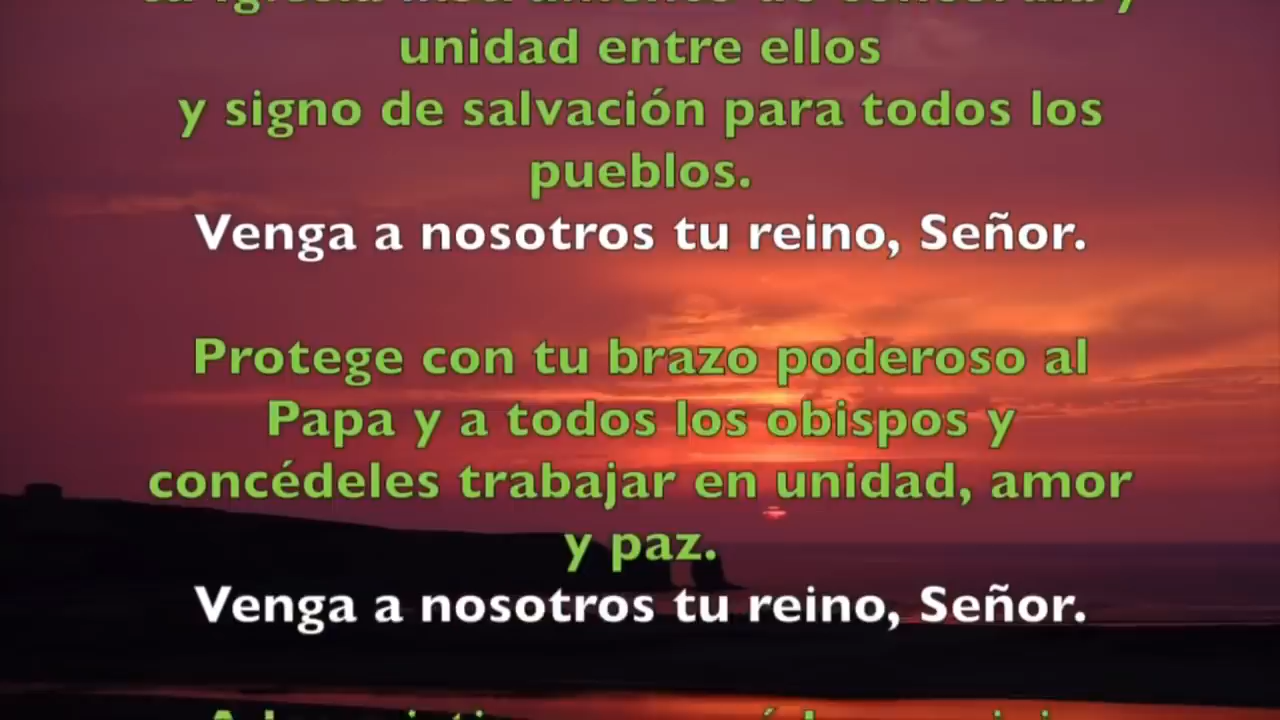 unidad entre ellos
y signo de salvación para todos los
pueblos.
Venga a nosotros tu reino, Señor.
Protege con tu brazo poderoso al
Papa y a todos los obispos y
concédeles trabajar en unidad, amor
y paz.
Venga a nosotros tu reino, Señor.